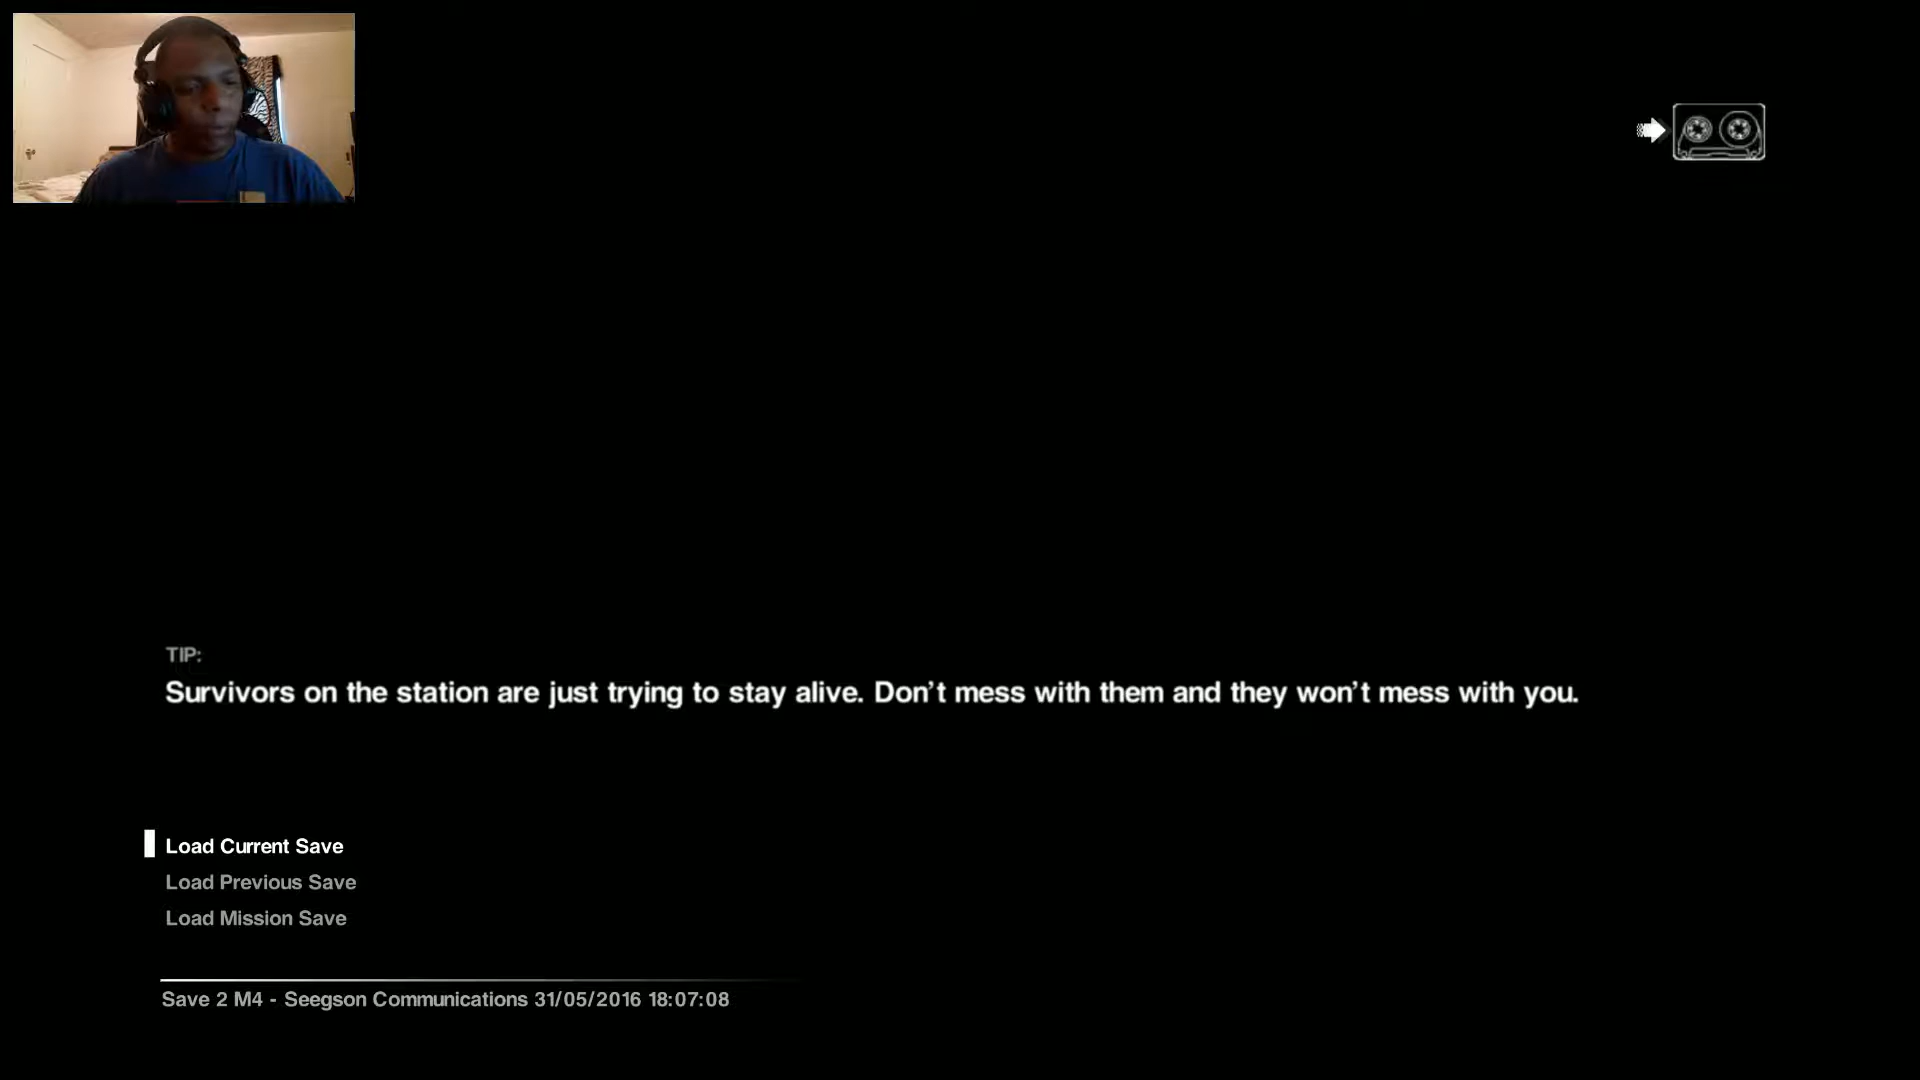 TIP:
Survivors on the station are just trying to stay alive. Don't mess with them and they won't mess with you.
Load Current Save
Load Previous Save
Load Mission Save
Save 2 M4 - Seegson Communications 31/05/2016 18:07:08